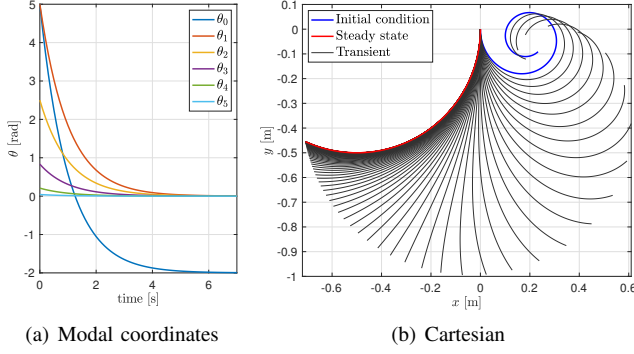 5
4
3
2
1
0
-1
-2
θ [rad]
0 2 4 6
time [s]
θ0
θ1
θ2
θ3
θ4
θ5
(a) Modal coordinates
0.1
0
-0.1
-0.2
-0.3
-0.4
-0.5
-0.6
-0.7
-0.8
-0.9
-1
y [m]
Initial condition
Steady state
Transient
-0.6 -0.4 -0.2 0 0.2 0.4 0.6
x [m]
(b) Cartesian